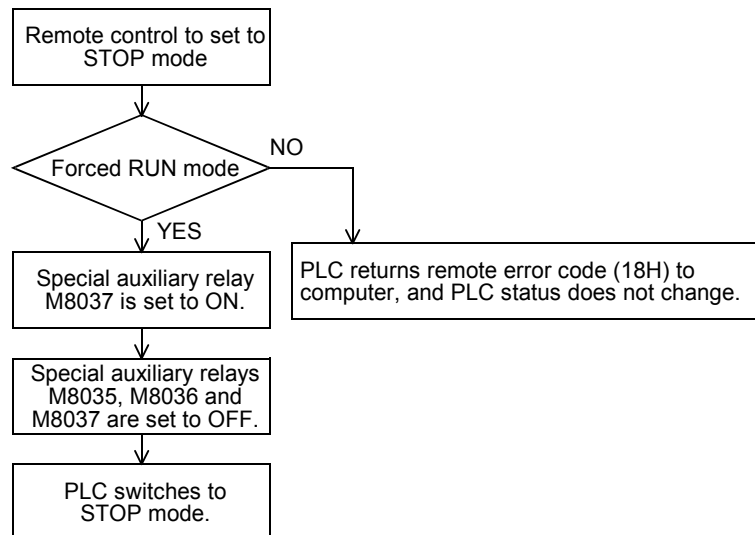 Remote control to set to
STOP mode
Forced RUN mode
NO
YES
Special auxiliary relay
M8037 is set to ON.
PLC returns remote error code (18H) to
computer, and PLC status does not change.
Special auxiliary relays
M8035, M8036 and
M8037 are set to OFF.
PLC switches to
STOP mode.